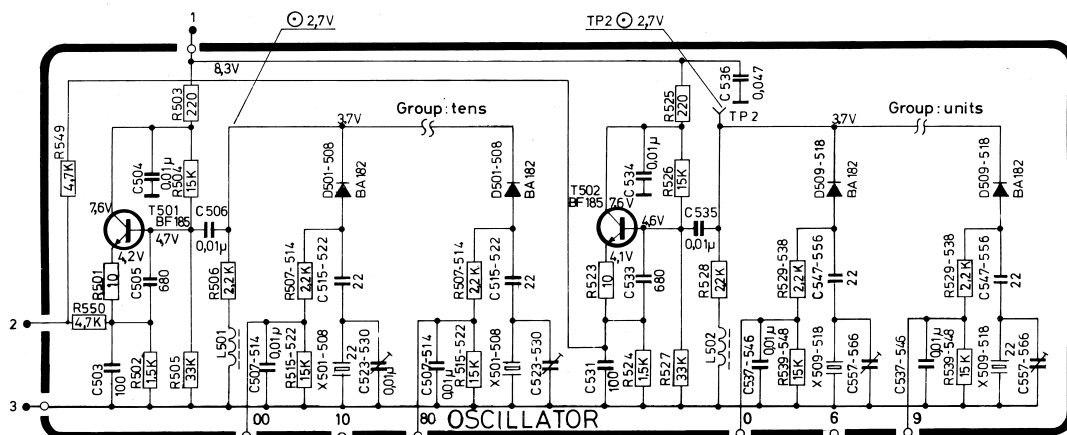 1
2,7V
TP2 2,7V
8,3V
R503
220
R525
220
C536
0,047
TP2
Group: tens
Group: units
3,7V
3,7V
R549
4,7K
C504
0,01µ
R504
15K
D501-508
BA182
D501-508
BA182
C534
0,01µ
R526
15K
D509-518
BA182
D509-518
BA182
7,6V
T501
BF185
4,7V
4,2V
C506
0,01µ
T502
BF185
7,6V
4,6V
4,1V
C535
0,01µ
R501
10
C505
680
R506
2,2K
R507-514
2,2K
C515-522
22
R507-514
2,2K
C515-522
22
R523
10
C533
680
R528
2,2K
R529-538
2,2K
C547-556
22
R529-538
2,2K
C547-556
22
2
R550
4,7K
C503
100
R502
1,5K
R505
33K
L501
C507-514
0,01µ
R515-522
15K
X501-508
22
C523-530
0,01µ
C507-514
0,01µ
R515-522
15K
X501-508
C523-530
C531
100
R524
1,5K
R527
33K
L502
C537-546
0,01µ
R539-548
15K
X509-518
22
C557-566
C537-546
0,01µ
R539-548
15K
X509-518
22
C557-566
3
00
10
80
OSCILLATOR
0
6
9